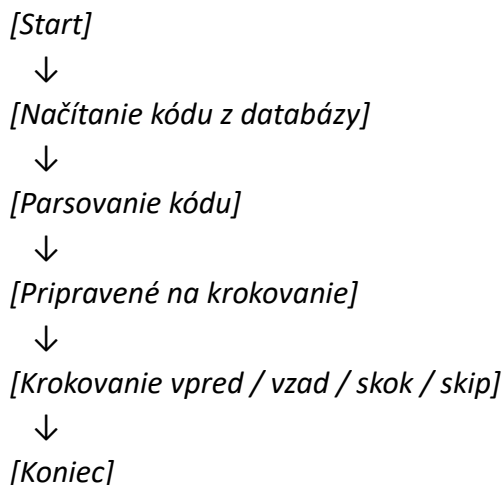 [Start]
↓
[Načítanie kódu z databázy]
↓
[Parsovanie kódu]
↓
[Pripravené na krokovanie]
↓
[Krokovanie vpred / vzad / skok / skip]
↓
[Koniec]